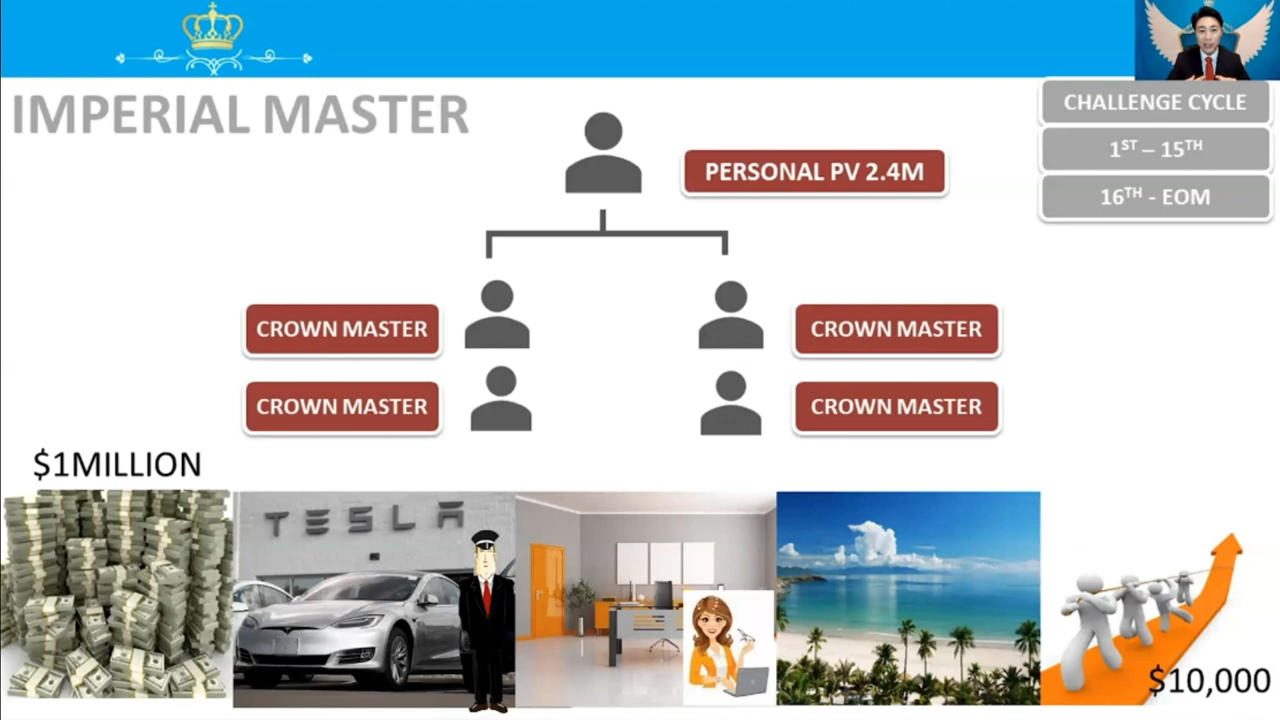 IMPERIAL MASTER
PERSONAL PV 2.4M
CHALLENGE CYCLE
1ST – 15TH
16TH - EOM
CROWN MASTER
CROWN MASTER
CROWN MASTER
CROWN MASTER
$1MILLION
TESLA
$10,000